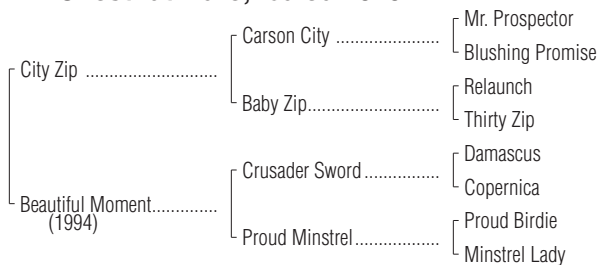 Mr. Prospector
Carson City ......................
Blushing Promise
City Zip ............................
Relaunch
Baby Zip............................
Thirty Zip
Damascus
Crusader Sword................
Copernica
Beautiful Moment..............
(1994)
Proud Birdie
Proud Minstrel..................
Minstrel Lady